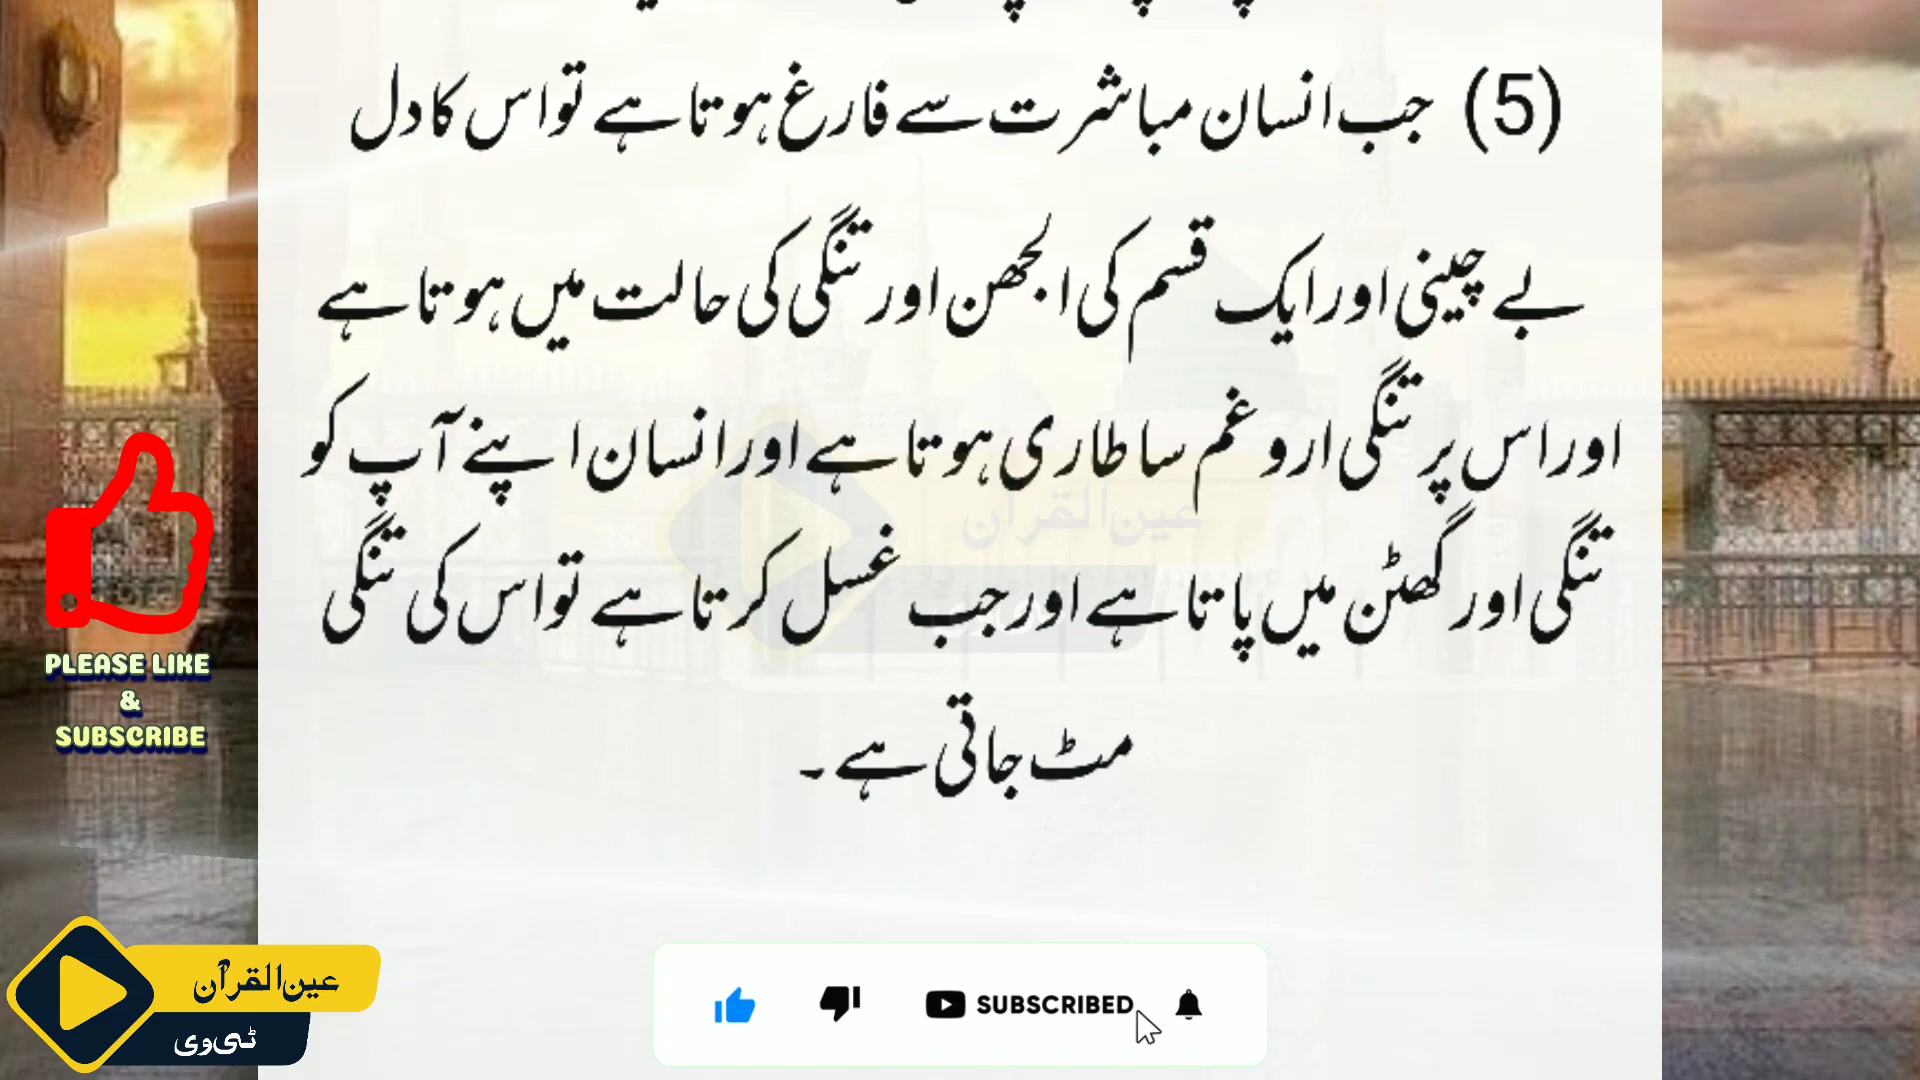 (5) جب انسان مباشرت سے فارغ ہوتا ہے تو اس کا دل
بے چینی اور ایک قسم کی الجھن اور تنگی کی حالت میں ہوتا ہے
اور اس پر تنگی ارو غم سا طاری ہوتا ہے اور انسان اپنے آپ کو
تنگی اور گھٹن میں پاتا ہے اور جب غسل کرتا ہے تو اس کی تنگی
مٹ جاتی ہے۔
عین القرآن
PLEASE LIKE
&
SUBSCRIBE
عین القرآن
ٹی وی
SUBSCRIBED